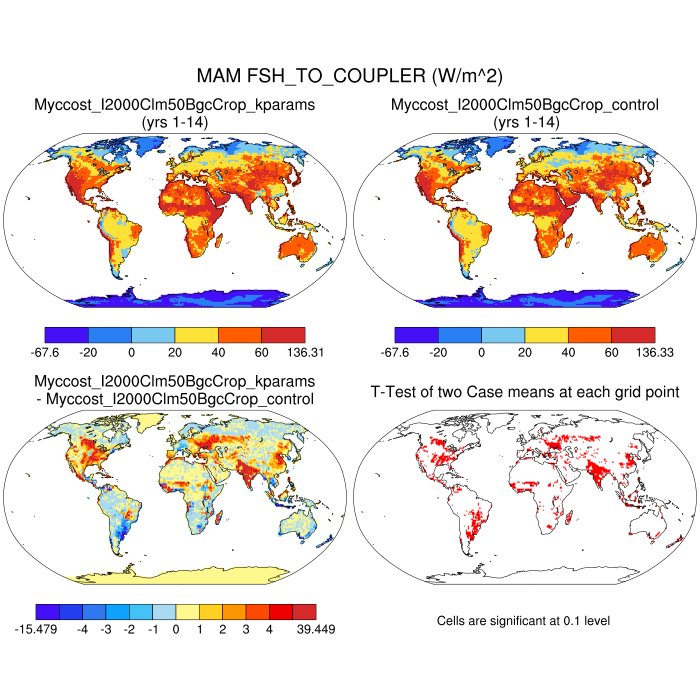 MAM FSH_TO_COUPLER (W/m^2)
Myccost_I2000Clm50BgcCrop_kparams
(yrs 1-14)
Myccost_I2000Clm50BgcCrop_control
(yrs 1-14)
-67.6 -20 0 20 40 60 136.31
-67.6 -20 0 20 40 60 136.33
Myccost_I2000Clm50BgcCrop_kparams
- Myccost_I2000Clm50BgcCrop_control
T-Test of two Case means at each grid point
-15.479 -4 -3 -2 -1 0 1 2 3 4 39.449
Cells are significant at 0.1 level